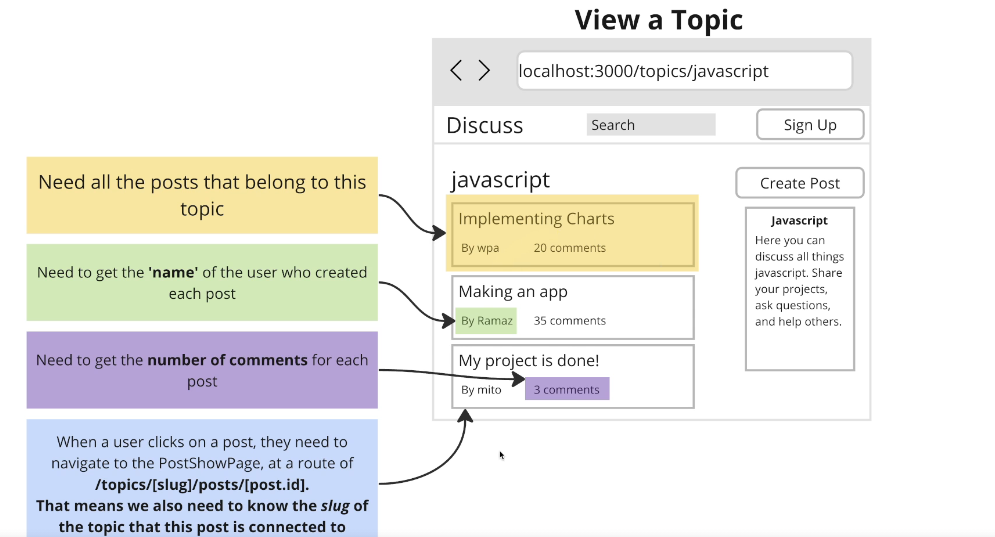 View a Topic
localhost:3000/topics/javascript
Discuss
Search
Sign Up
Need all the posts that belong to this
topic
Need to get the 'name' of the user who created
each post
Need to get the number of comments for each
post
When a user clicks on a post, they need to
navigate to the PostShowPage, at a route of
/topics/[slug]/posts/[post.id].
That means we also need to know the slug of
the topic that this post is connected to
javascript
Create Post
Implementing Charts
By wpa 20 comments
Making an app
By Ramaz 35 comments
My project is done!
By mito 3 comments
Javascript
Here you can
discuss all things
javascript. Share
your projects,
ask questions,
and help others.